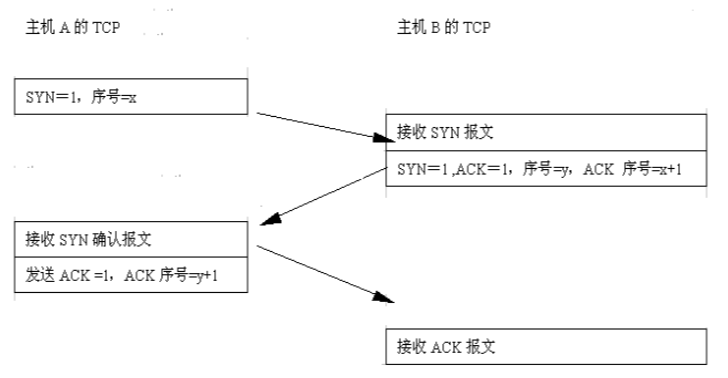 主机 A 的 TCP
主机 B 的 TCP
SYN＝1，序号=x
接收 SYN 报文
SYN＝1 ,ACK＝1，序号=y，ACK 序号=x+1
接收 SYN 确认报文
发送 ACK =1，ACK 序号=y+1
接收 ACK 报文